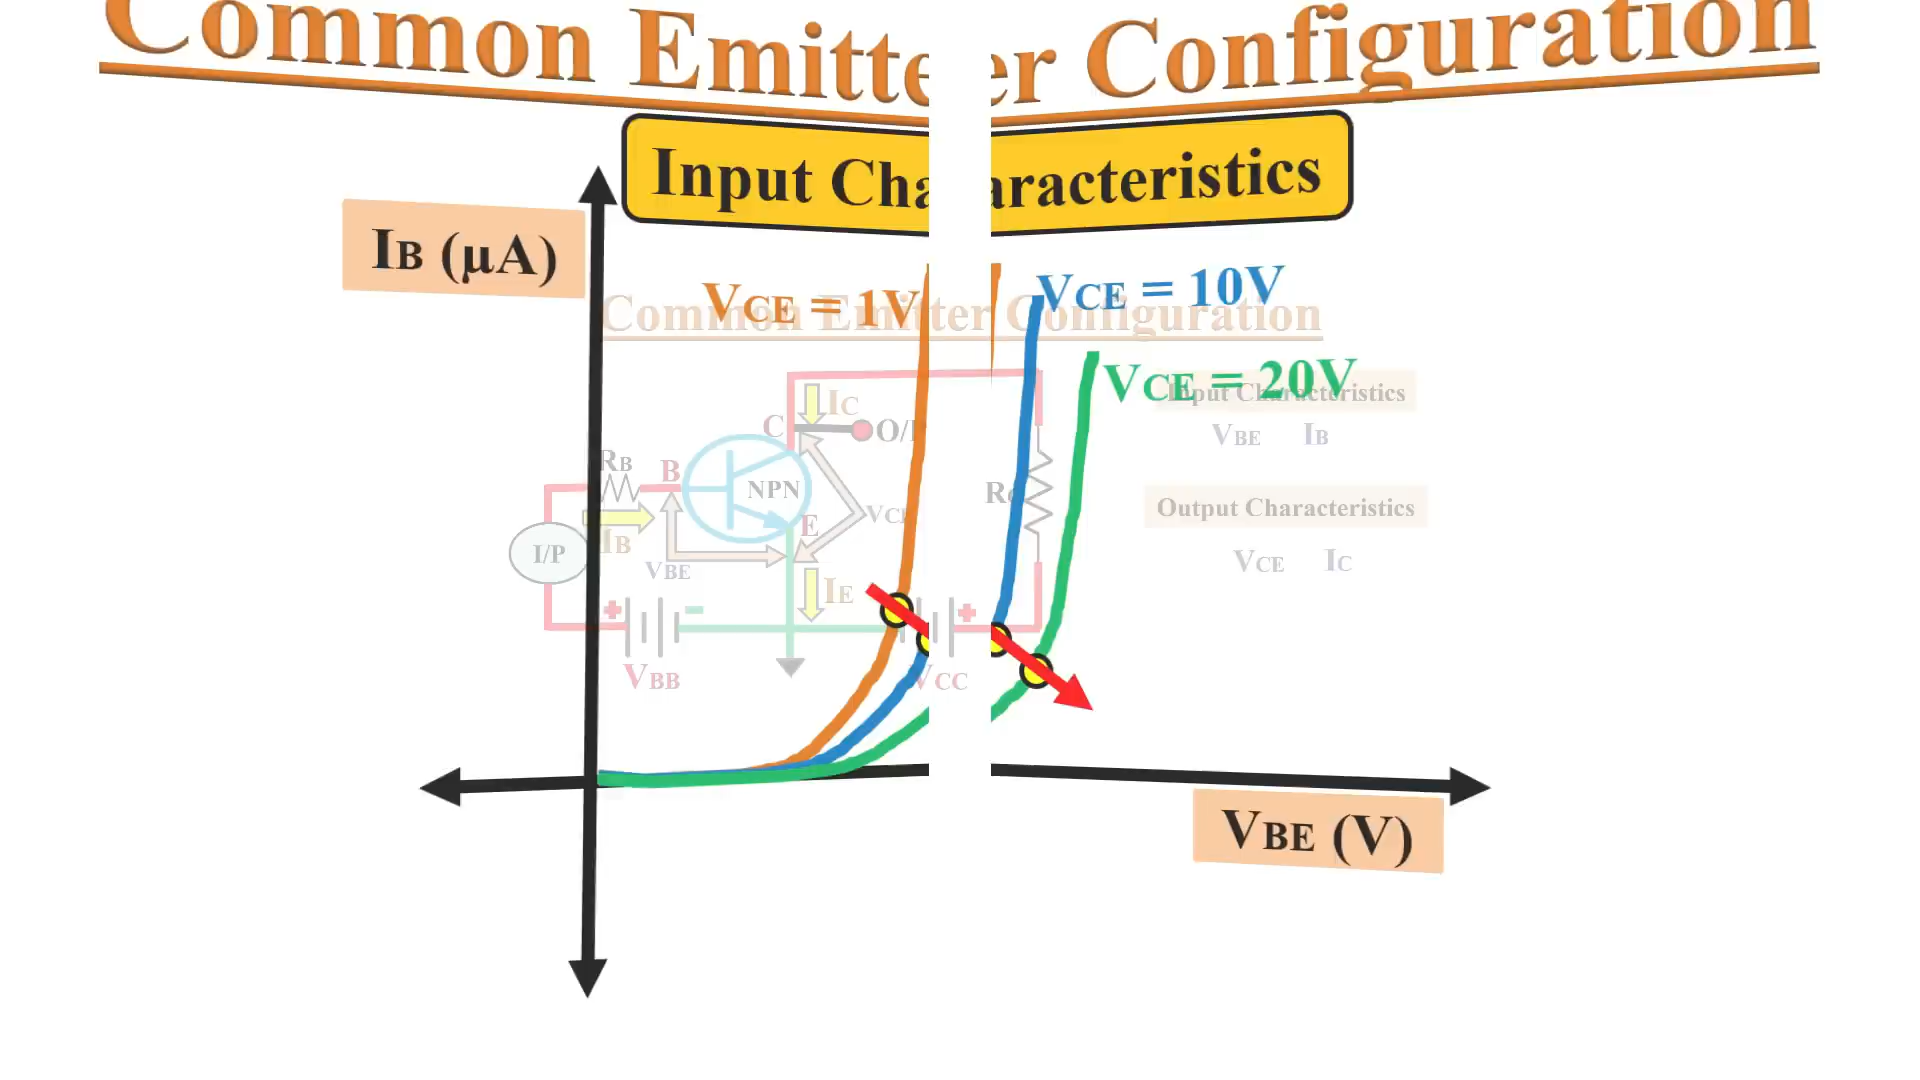 Common Emitter Configuration
Input Characteristics
IB (µA)
VCE = 1V
VCE = 10V
VCE = 20V
VBE (V)
Common Emitter Configuration
IC
C
O/
RB
B
NPN
E
I/P
IB
VBE
IE
VBB
VCC
Input Characteristics
VBE IB
Output Characteristics
VCE IC